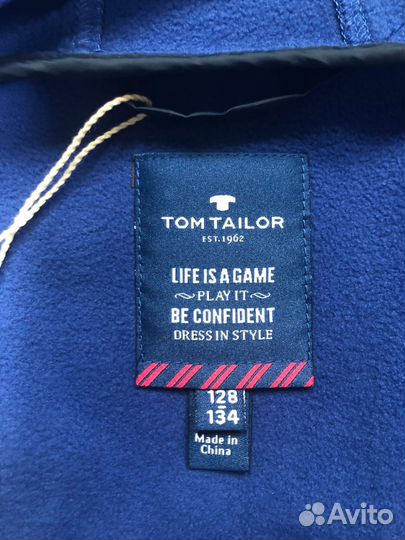 TOM TAILOR
EST. 1962
LIFE IS A GAME
PLAY IT
BE CONFIDENT
DRESS IN STYLE
128
-
134
Made in
China
Avito